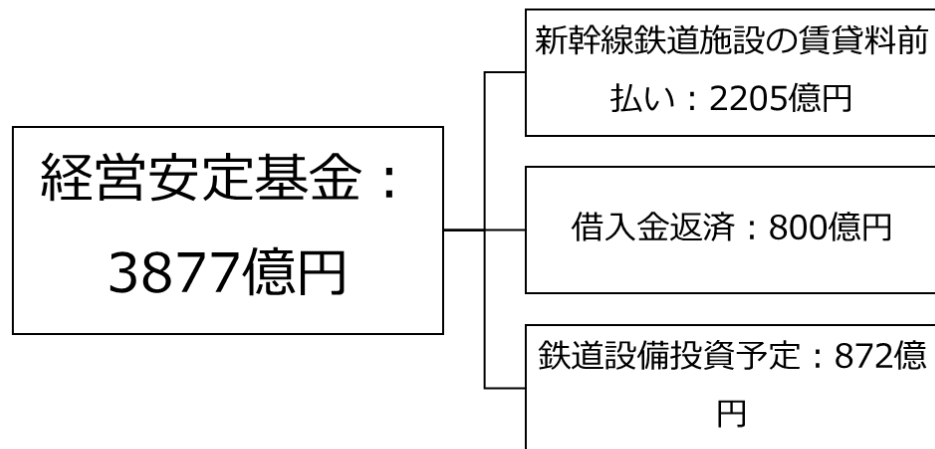 経営安定基金：
3877億円
新幹線鉄道施設の賃貸料前
払い：2205億円
借入金返済：800億円
鉄道設備投資予定：872億
円